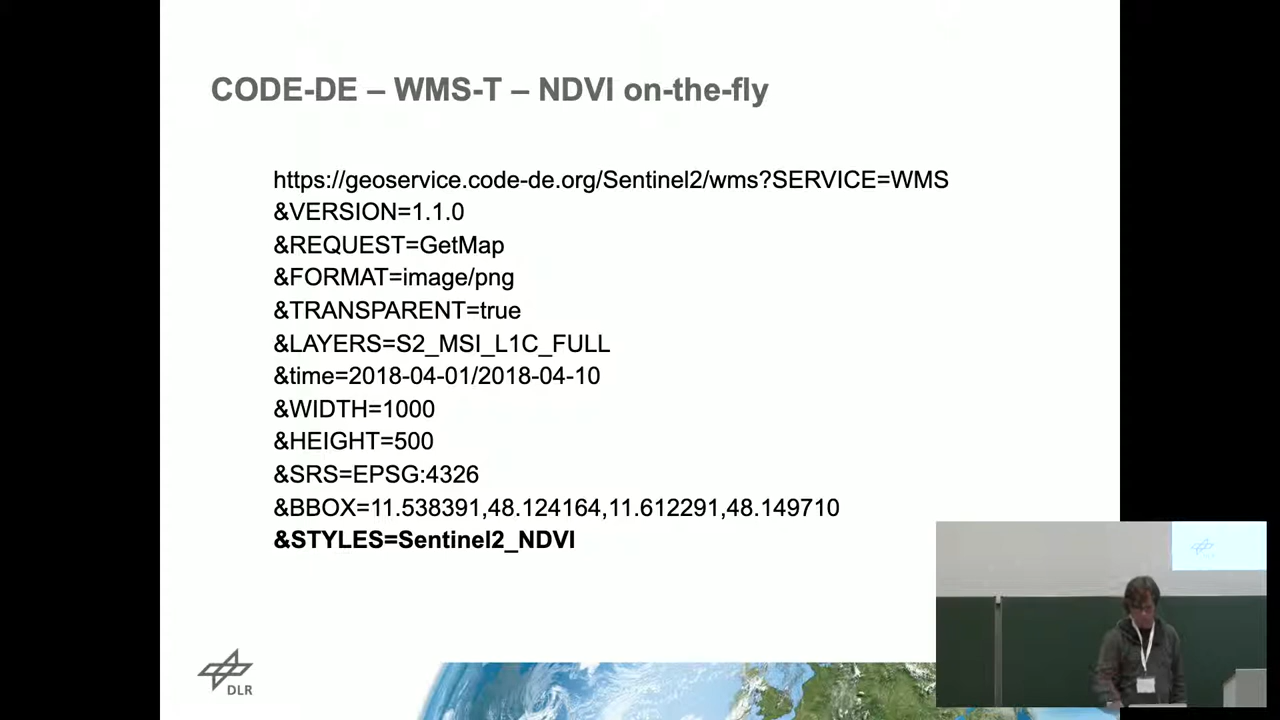 CODE-DE – WMS-T – NDVI on-the-fly
https://geoservice.code-de.org/Sentinel2/wms?SERVICE=WMS
&VERSION=1.1.0
&REQUEST=GetMap
&FORMAT=image/png
&TRANSPARENT=true
&LAYERS=S2_MSI_L1C_FULL
&time=2018-04-01/2018-04-10
&WIDTH=1000
&HEIGHT=500
&SRS=EPSG:4326
&BBOX=11.538391,48.124164,11.612291,48.149710
&STYLES=Sentinel2_NDVI
DLR